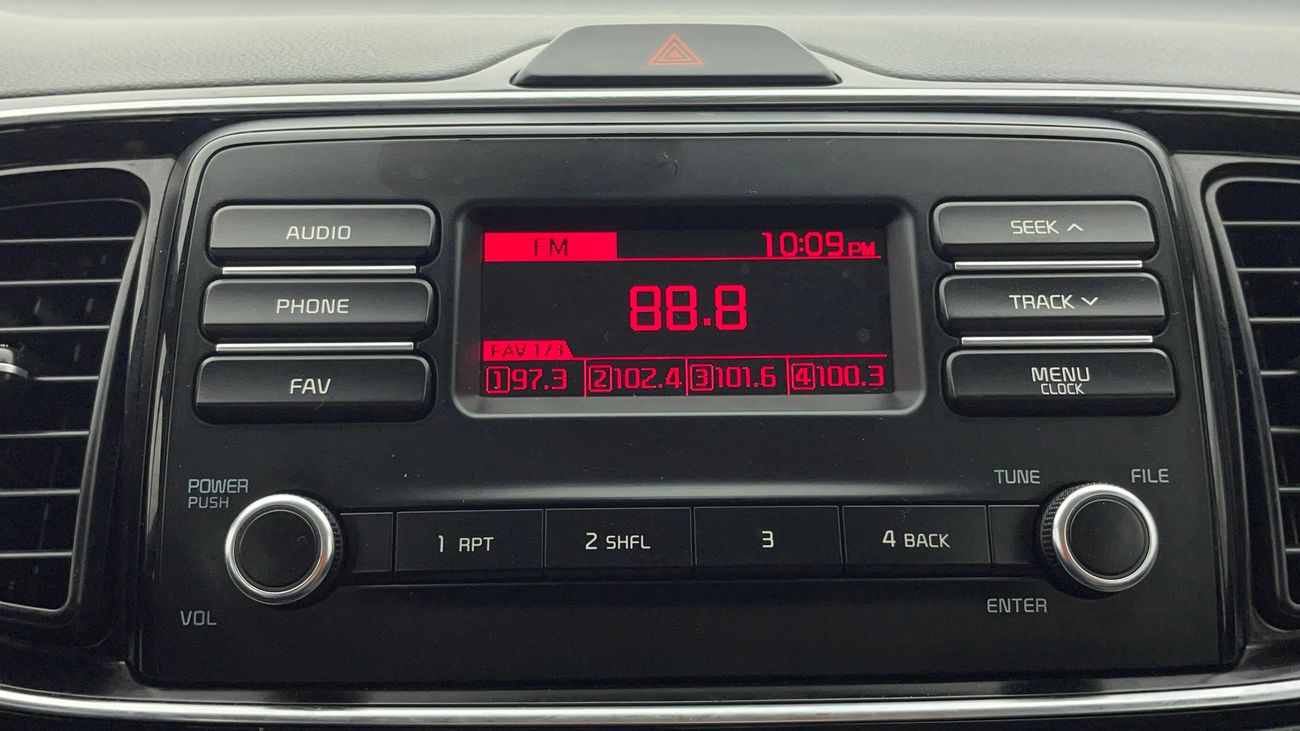 AUDIO
PHONE
FAV
FM 10:09 PM
88.8
FAV 1/3
1 97.3 2 102.4 3 101.6 4 100.3
SEEK
TRACK
MENU
CLOCK
POWER
PUSH
VOL
1 RPT
2 SHFL
3
4 BACK
TUNE
FILE
ENTER